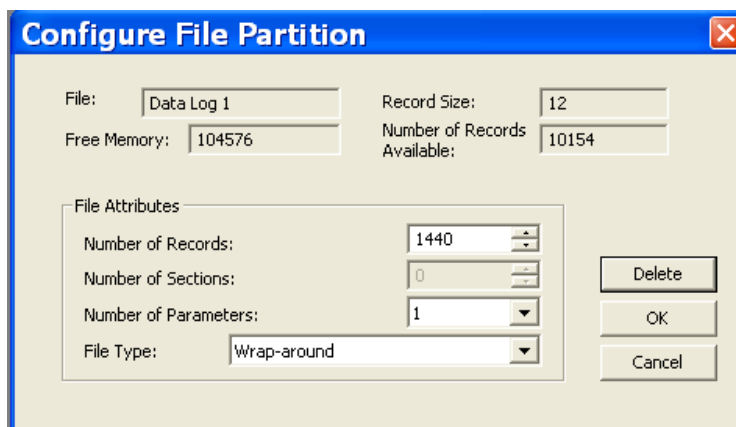 Configure File Partition
File: Data Log 1 Record Size: 12
Free Memory: 104576 Number of Records Available: 10154
File Attributes
Number of Records: 1440
Number of Sections: 0
Number of Parameters: 1
File Type: Wrap-around
Delete
OK
Cancel